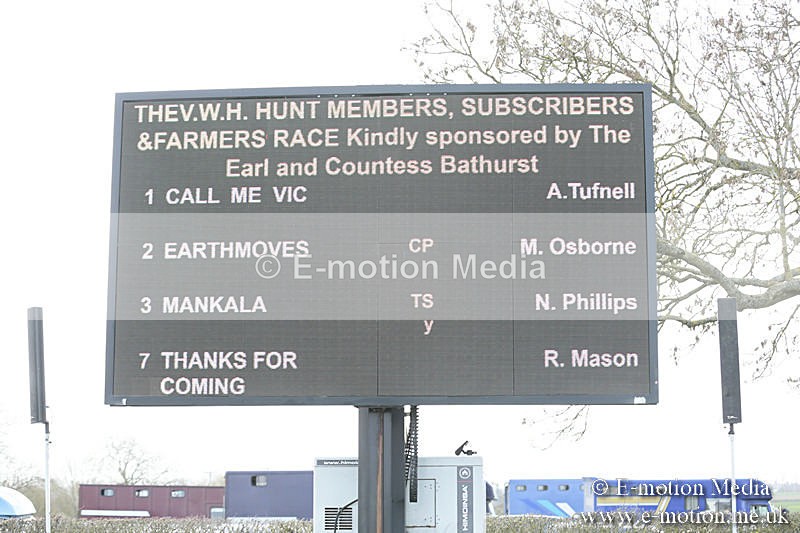 THEV.W.H. HUNT MEMBERS, SUBSCRIBERS
&FARMERS RACE Kindly sponsored by The
Earl and Countess Bathurst
1 CALL ME VIC A.Tufnell
2 EARTHMOVES CP M. Osborne
© E-motion Media
3 MANKALA TS N. Phillips
y
7 THANKS FOR R. Mason
COMING
HIMOINSA
© E-motion Media
www.e-motion.me.uk